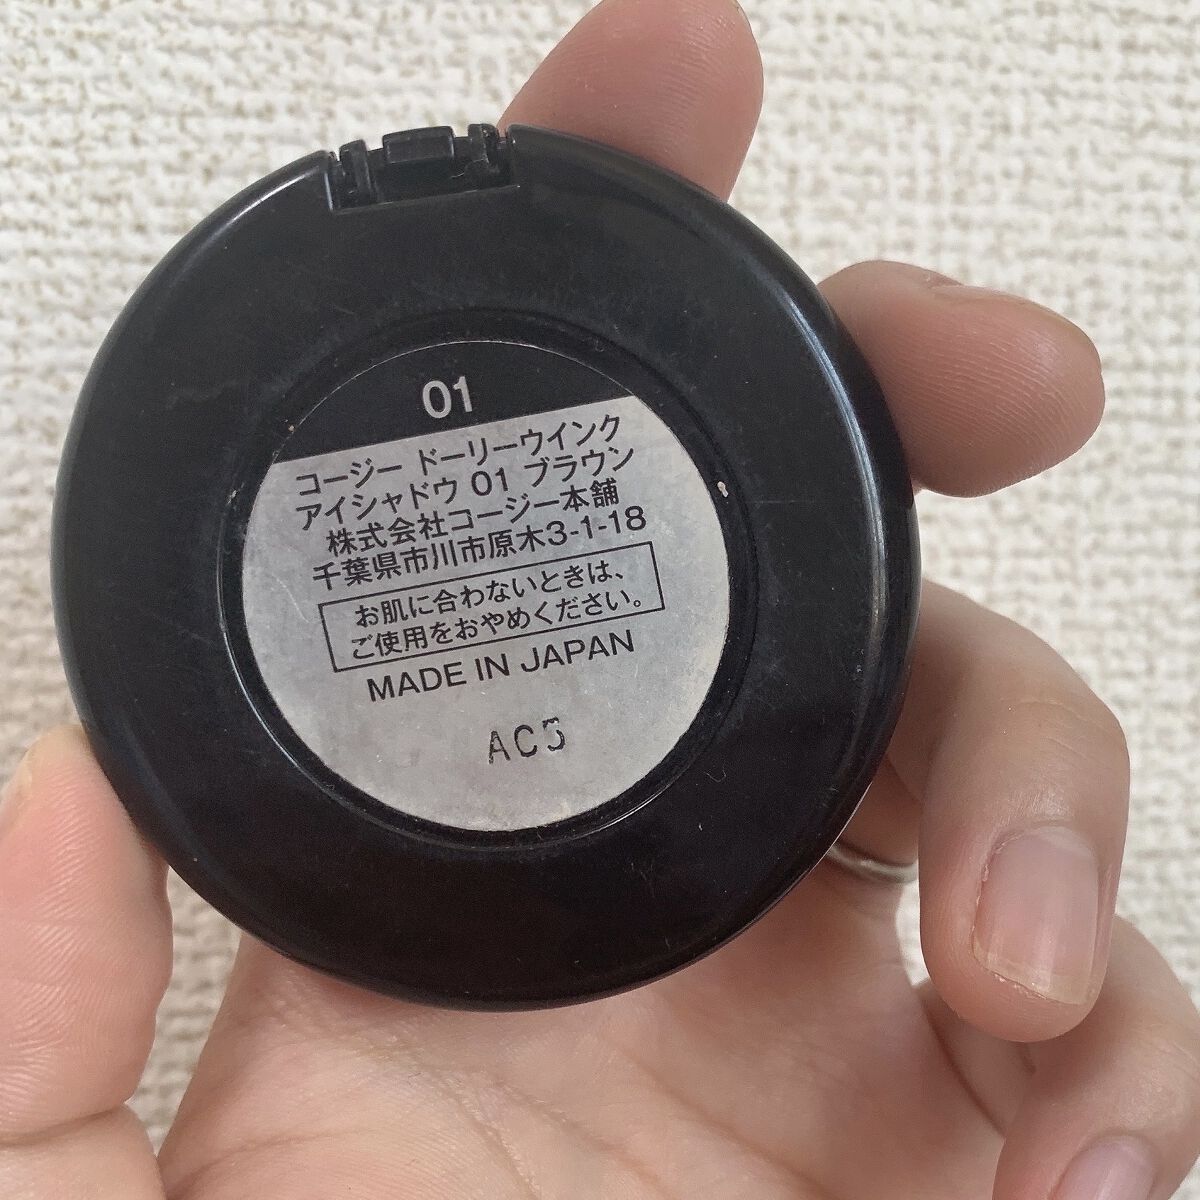 01
コージー ドーリーウインク
アイシャドウ 01 ブラウン
株式会社コージー本舗
千葉県市川市原木3-1-18
お肌に合わないときは、
ご使用をおやめください。
MADE IN JAPAN
AC5